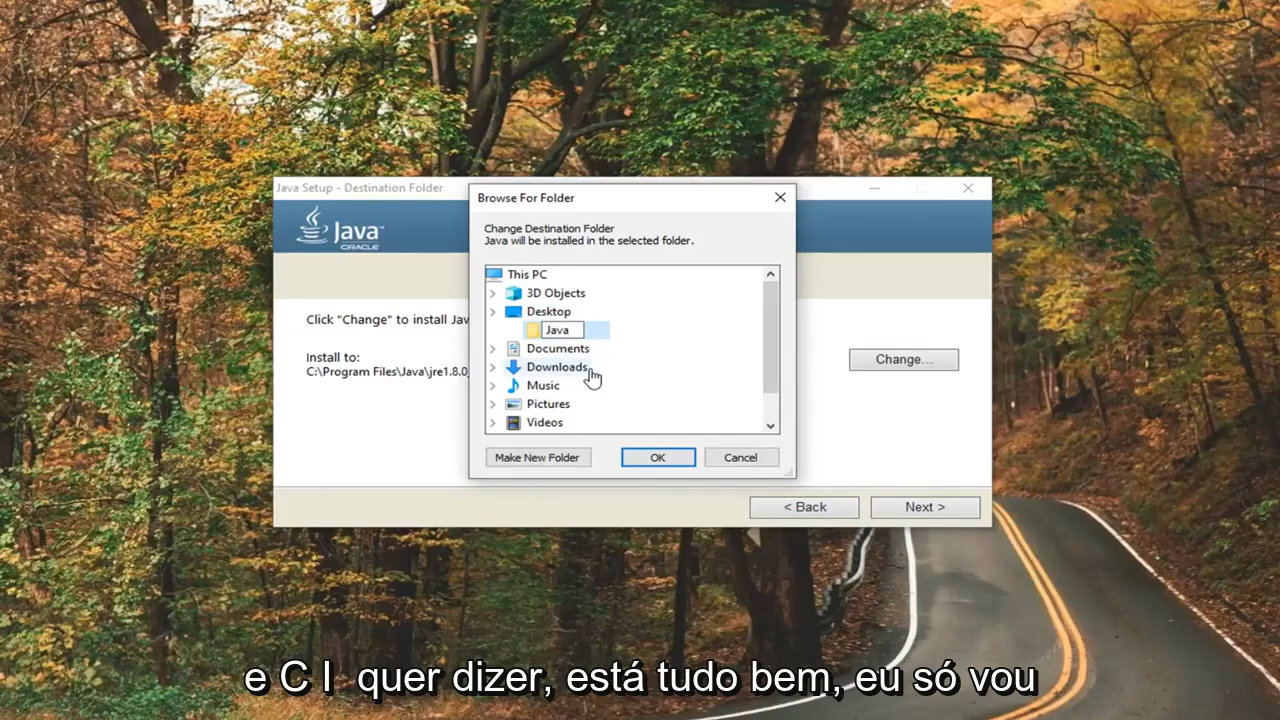 Java Setup - Destination Folder
Java
ORACLE
Click "Change" to install Jav
Install to:
C:\Program Files\Java\jre1.8.0
Change...
< Back
Next >
Browse For Folder
Change Destination Folder
Java will be installed in the selected folder.
This PC
3D Objects
Desktop
Java
Documents
Downloads
Music
Pictures
Videos
Make New Folder
OK
Cancel
e C I quer dizer, está tudo bem, eu só vou